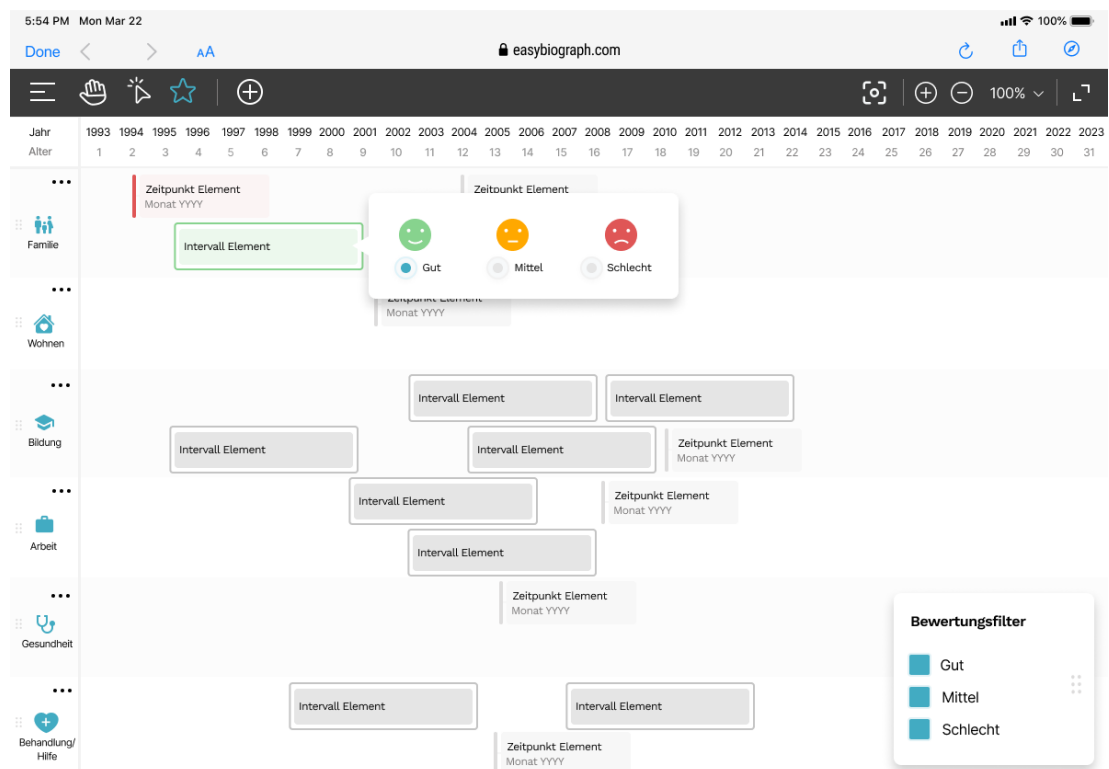 5:54 PM Mon Mar 22 100%
Done AA easybiograph.com
100%
Jahr 1993 1994 1995 1996 1997 1998 1999 2000 2001 2002 2003 2004 2005 2006 2007 2008 2009 2010 2011 2012 2013 2014 2015 2016 2017 2018 2019 2020 2021 2022 2023
Alter 1 2 3 4 5 6 7 8 9 10 11 12 13 14 15 16 17 18 19 20 21 22 23 24 25 26 27 28 29 30 31
Zeitpunkt Element Zeitpunkt Element
Monat YYYY
Familie Intervall Element
Gut Mittel Schlecht
Zeitpunkt Element
Monat YYYY
Wohnen
Intervall Element Intervall Element
Bildung Intervall Element Intervall Element Zeitpunkt Element
Monat YYYY
Intervall Element Zeitpunkt Element
Monat YYYY
Arbeit Intervall Element
Zeitpunkt Element
Monat YYYY
Gesundheit
Bewertungsfilter
Gut
Mittel
Schlecht
Intervall Element Intervall Element
Behandlung/
Hilfe
Zeitpunkt Element
Monat YYYY